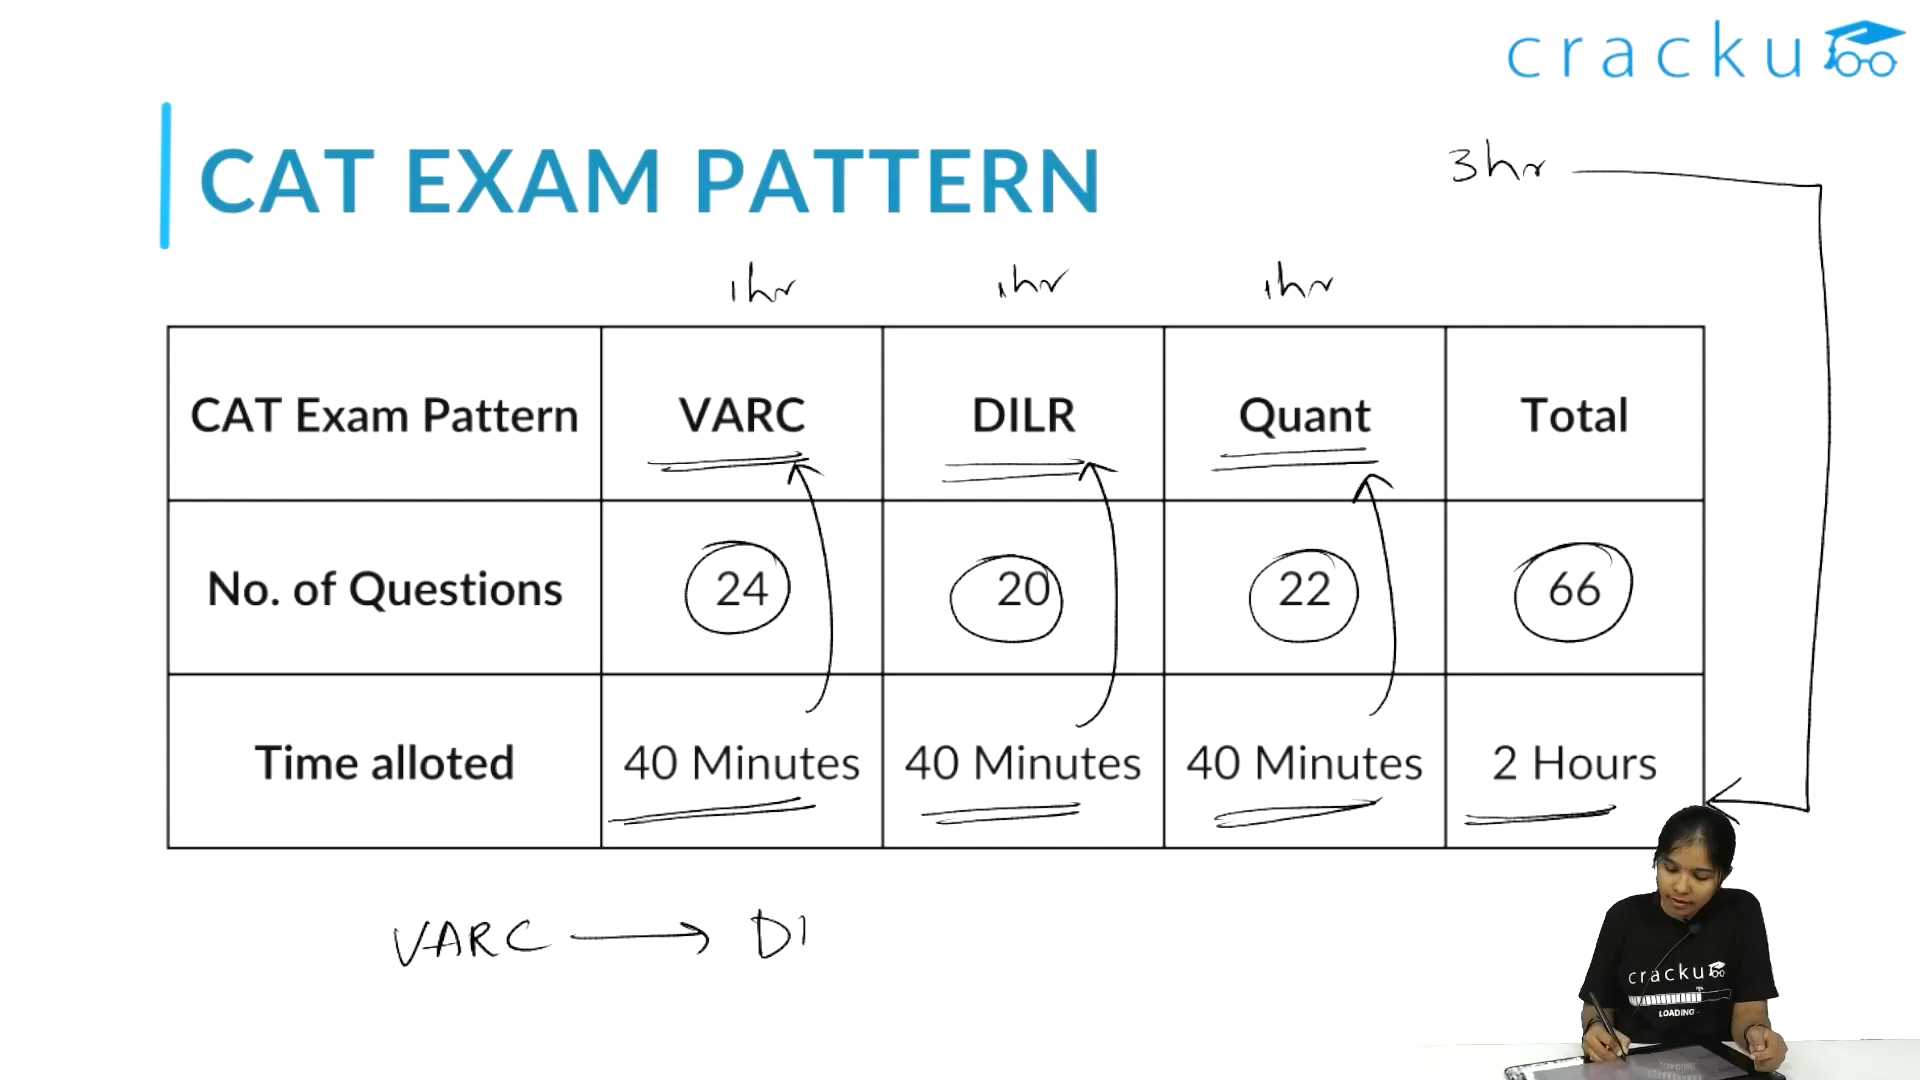 cracku
CAT EXAM PATTERN
3hr
1hr 1hr 1hr
CAT Exam Pattern VARC DILR Quant Total
No. of Questions 24 20 22 66
Time alloted 40 Minutes 40 Minutes 40 Minutes 2 Hours
VARC → DI
cracku
LOADING